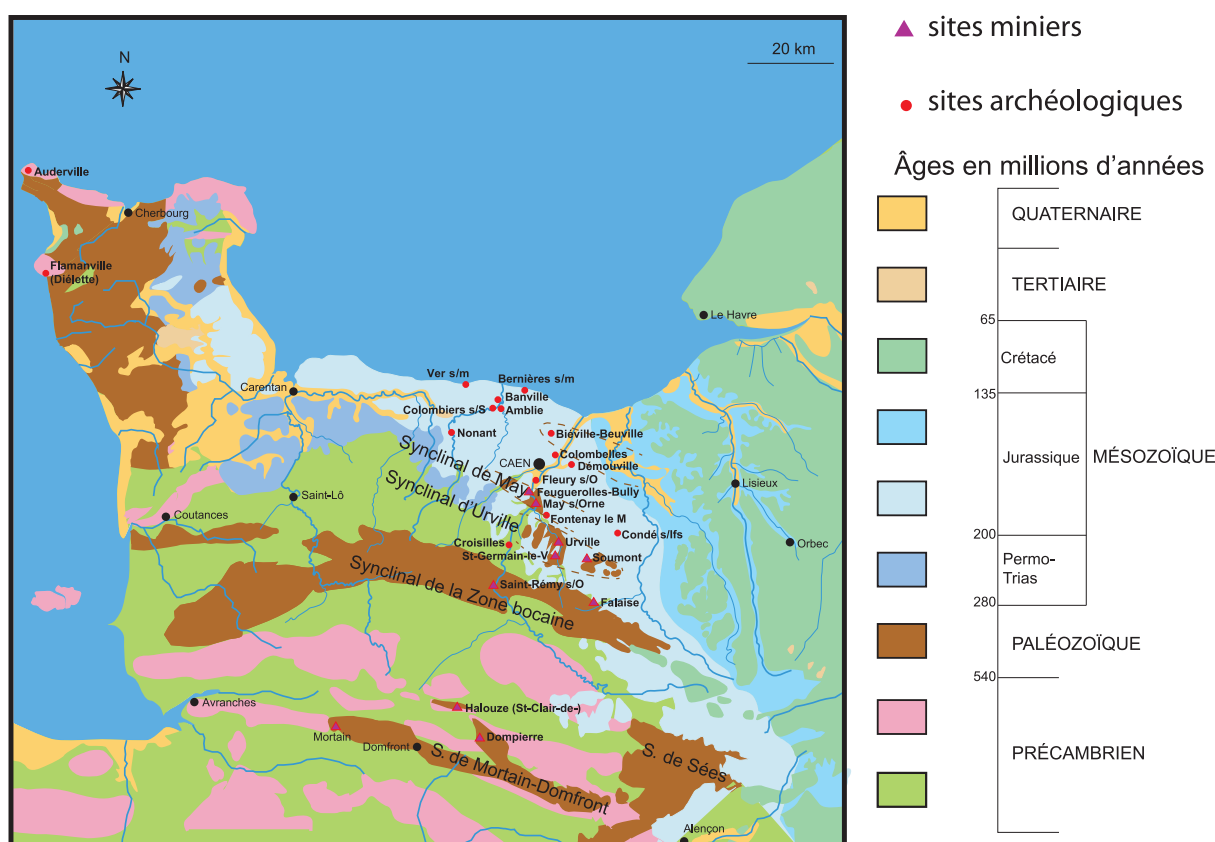 N
20 km
Auderville
Cherbourg
Flamanville
(Diélette)
Le Havre
Carentan
Ver s/m
Bernières s/m
Banville
Colombiers s/S
Amblie
Nonant
Biéville-Beuville
Colombelles
CAEN
Démouville
Fleury s/O
Synclinal de May
Feuguerolles-Bully
May s/Orne
Lisieux
Saint-Lô
Synclinal d'Urville
Fontenay le M
Coutances
Condé s/Ifs
Croisilles
Urville
Orbec
St-Germain-le-V
Soumont
Synclinal de la Zone bocaine
Saint-Rémy s/O
Falaise
Avranches
Halouze (St-Clair-de-)
Mortain
Dompierre
Domfront
S. de Mortain-Domfront
S. de Sées
Alençon
sites miniers
sites archéologiques
Âges en millions d'années
QUATERNAIRE
TERTIAIRE
65
Crétacé
135
Jurassique
MÉSOZOÏQUE
200
Permo-
Trias
280
PALÉOZOÏQUE
540
PRÉCAMBRIEN